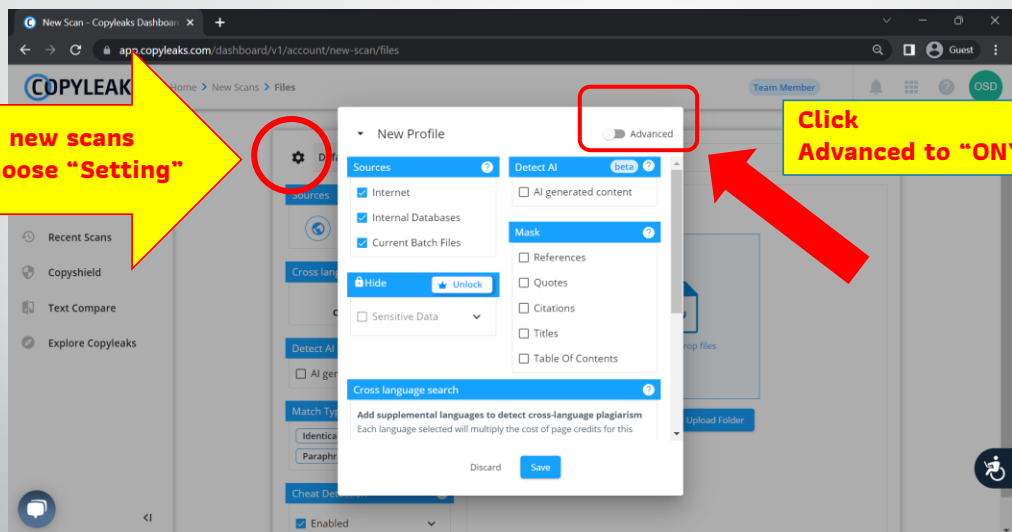 New Scan - Copyleaks Dashboar
app.copyleaks.com/dashboard/v1/account/new-scan/files
Guest
COPYLEAK
Home > New Scans > Files
Team Member
OSD
new scans
oose “Setting”
Click
Advanced to “ON”
New Profile
Advanced
Sources
Internet
Internal Databases
Current Batch Files
Hide
Unlock
Sensitive Data
Detect AI
beta
AI generated content
Mask
References
Quotes
Citations
Titles
Table Of Contents
Cross language search
Add supplemental languages to detect cross-language plagiarism
Each language selected will multiply the cost of page credits for this
Discard
Save
Recent Scans
Copyshield
Text Compare
Explore Copyleaks
Defa
Sources
Cross lang
Detect AI
AI gen
Match Typ
Identica
Paraphr
Cheat De
Enabled
rop files
Upload Folder